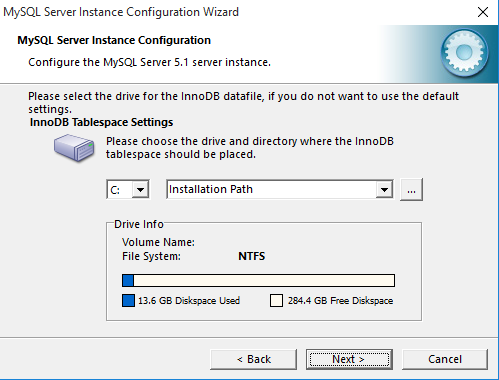 MySQL Server Instance Configuration Wizard
MySQL Server Instance Configuration
Configure the MySQL Server 5.1 server instance.
Please select the drive for the InnoDB datafile, if you do not want to use the default
settings.
InnoDB Tablespace Settings
Please choose the drive and directory where the InnoDB
tablespace should be placed.
C:
Installation Path
...
Drive Info
Volume Name:
File System: NTFS
13.6 GB Diskspace Used
284.4 GB Free Diskspace
< Back
Next >
Cancel